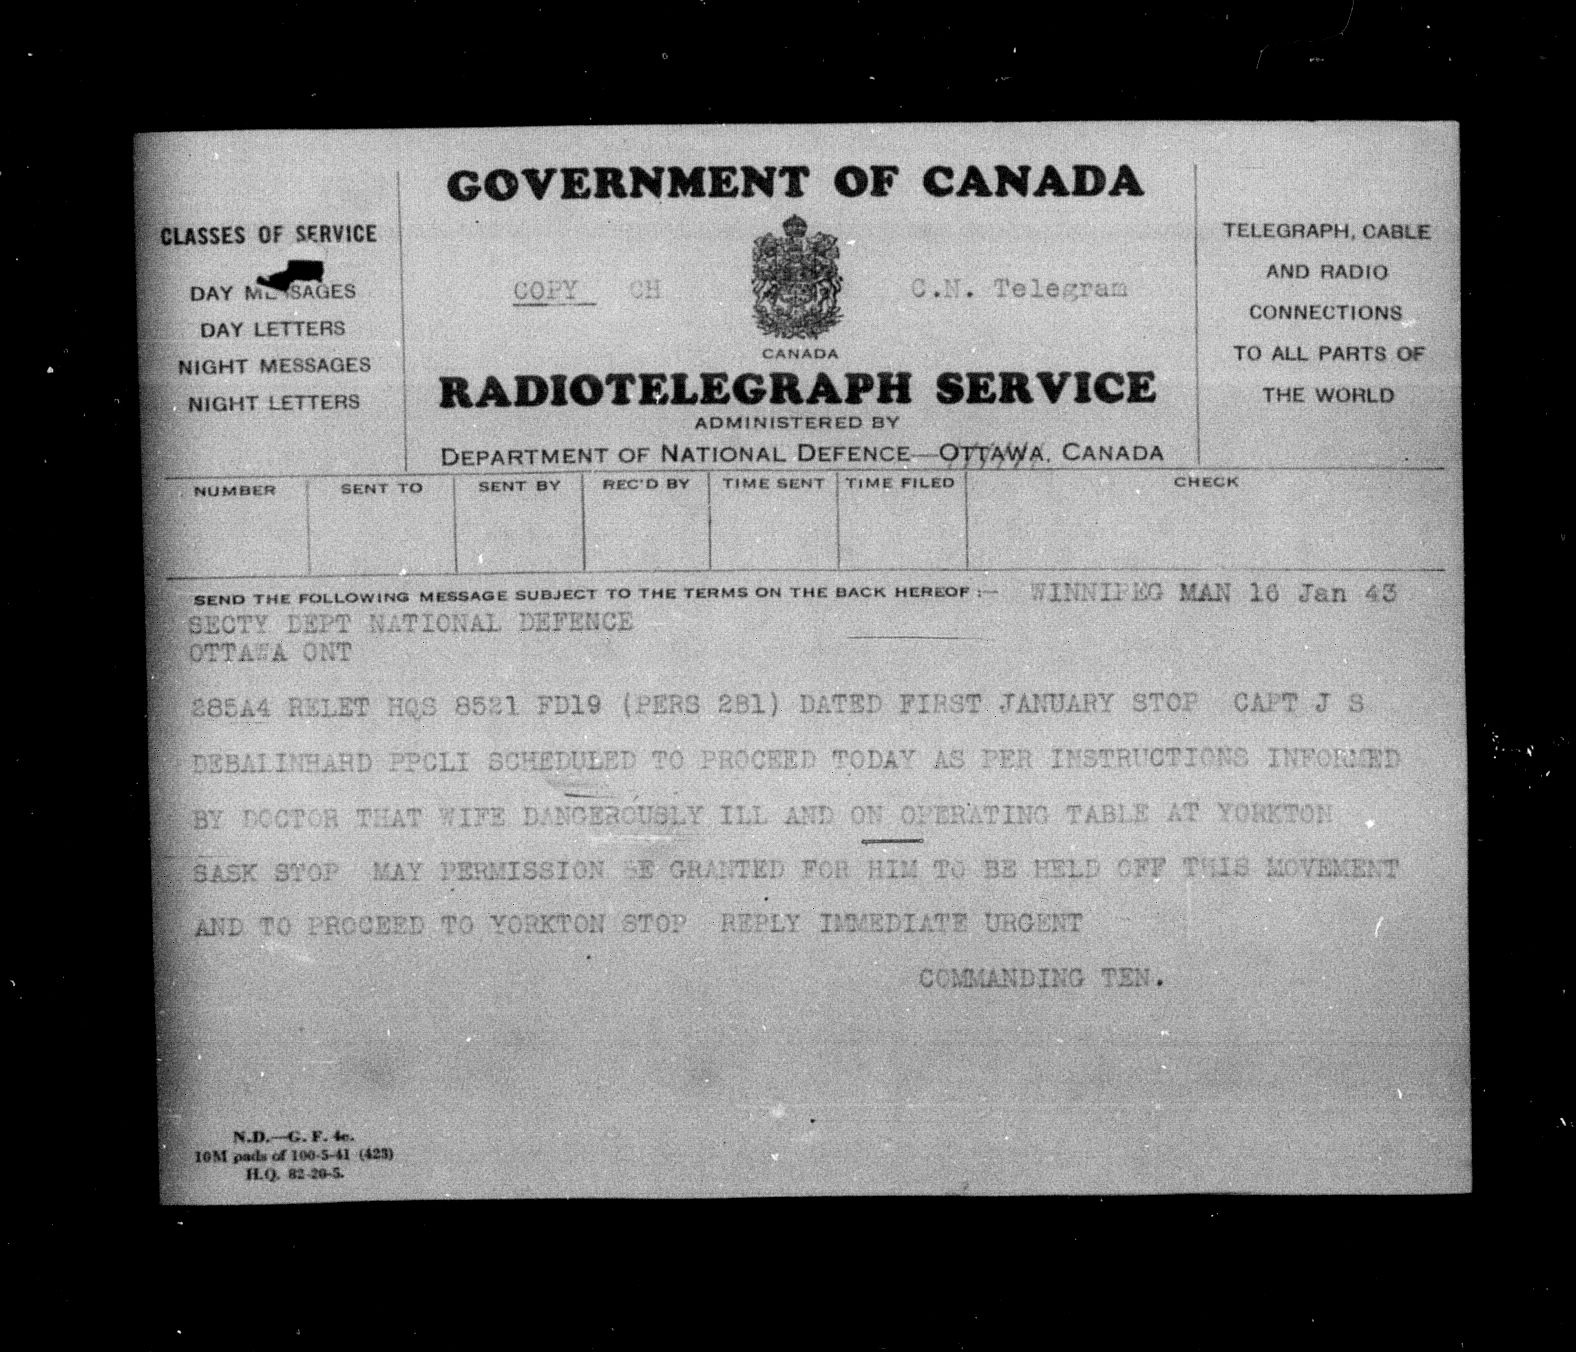 GOVERNMENT OF CANADA
CLASSES OF SERVICE
DAY MESSAGES
DAY LETTERS
NIGHT MESSAGES
NIGHT LETTERS
COPY CH
C.N. Telegram
CANADA
RADIOTELEGRAPH SERVICE
ADMINISTERED BY
DEPARTMENT OF NATIONAL DEFENCE—OTTAWA, CANADA
TELEGRAPH, CABLE
AND RADIO
CONNECTIONS
TO ALL PARTS OF
THE WORLD
NUMBER SENT TO SENT BY REC'D BY TIME SENT TIME FILED CHECK
SEND THE FOLLOWING MESSAGE SUBJECT TO THE TERMS ON THE BACK HEREOF :— WINNIPEG MAN 16 Jan 43
SECTY DEPT NATIONAL DEFENCE
OTTAWA ONT
285A4 RELET HQS 8521 FD19 (PERS 2B1) DATED FIRST JANUARY STOP CAPT J S
DEBALINHARD PPCLI SCHEDULED TO PROCEED TODAY AS PER INSTRUCTIONS INFORMED
BY DOCTOR THAT WIFE DANGEROUSLY ILL AND ON OPERATING TABLE AT YORKTON
SASK STOP MAY PERMISSION BE GRANTED FOR HIM TO BE HELD OFF THIS MOVEMENT
AND TO PROCEED TO YORKTON STOP REPLY IMMEDIATE URGENT
COMMANDING TEN.
N.D.—G. F. 4c.
10M pads of 100-5-41 (423)
H.Q. 82-20-5.